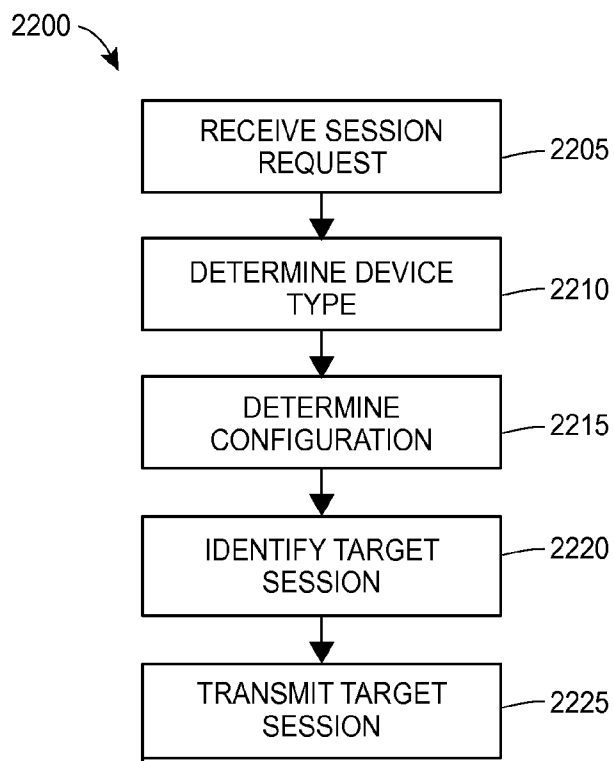 2200
RECEIVE SESSION
REQUEST
2205
DETERMINE DEVICE
TYPE
2210
DETERMINE
CONFIGURATION
2215
IDENTIFY TARGET
SESSION
2220
TRANSMIT TARGET
SESSION
2225